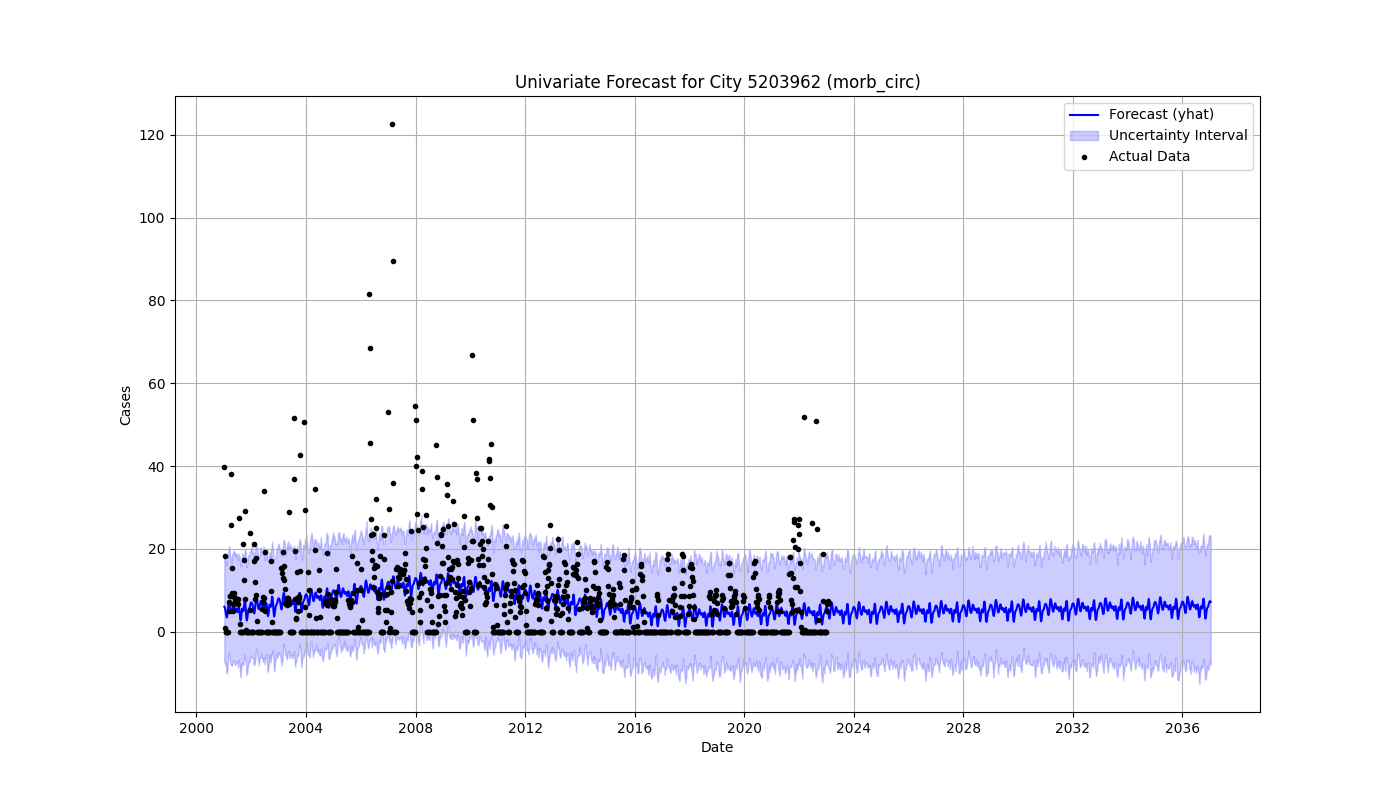 Univariate Forecast for City 5203962 (morb_circ)
Forecast (yhat)
Uncertainty Interval
Actual Data
120
100
80
60
40
20
0
Cases
2000 2004 2008 2012 2016 2020 2024 2028 2032 2036
Date